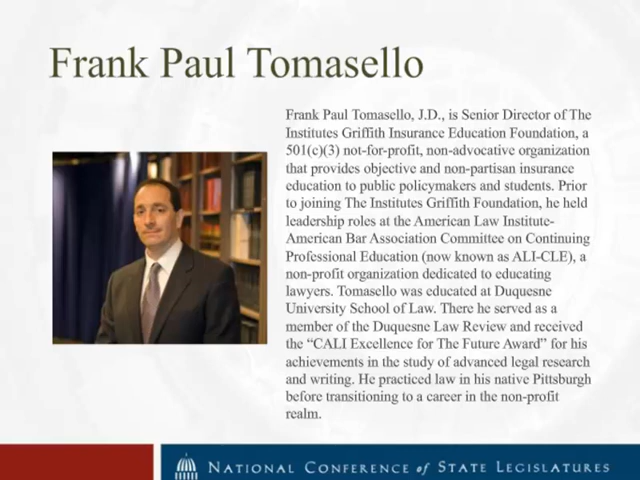 Frank Paul Tomasello
Frank Paul Tomasello, J.D., is Senior Director of The
Institutes Griffith Insurance Education Foundation, a
501(c)(3) not-for-profit, non-advocative organization
that provides objective and non-partisan insurance
education to public policymakers and students. Prior
to joining The Institutes Griffith Foundation, he held
leadership roles at the American Law Institute-
American Bar Association Committee on Continuing
Professional Education (now known as ALI-CLE), a
non-profit organization dedicated to educating
lawyers. Tomasello was educated at Duquesne
University School of Law. There he served as a
member of the Duquesne Law Review and received
the “CALI Excellence for The Future Award” for his
achievements in the study of advanced legal research
and writing. He practiced law in his native Pittsburgh
before transitioning to a career in the non-profit
realm.
NATIONAL CONFERENCE of STATE LEGISLATURES